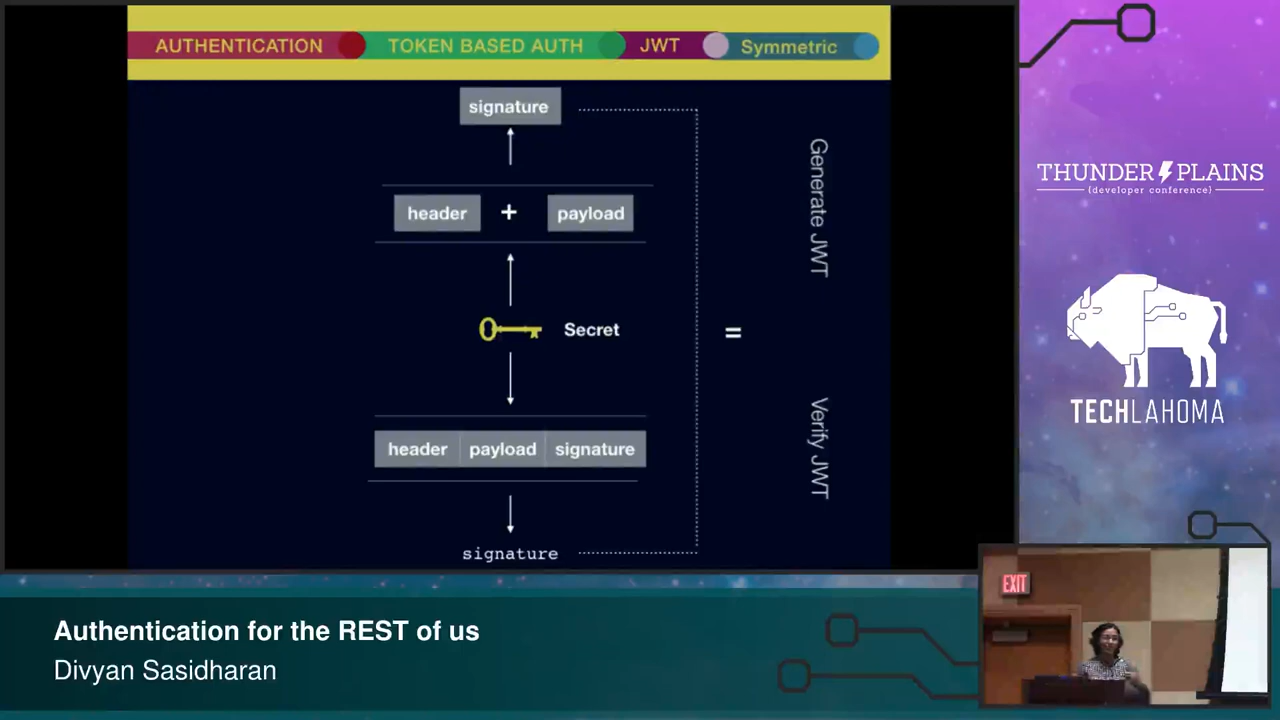 AUTHENTICATION TOKEN BASED AUTH JWT Symmetric
signature
header + payload
Secret
=
header payload signature
signature
Generate JWT
Verify JWT
THUNDER PLAINS
{developer conference}
TECHLAHOMA
EXIT
Authentication for the REST of us
Divyan Sasidharan